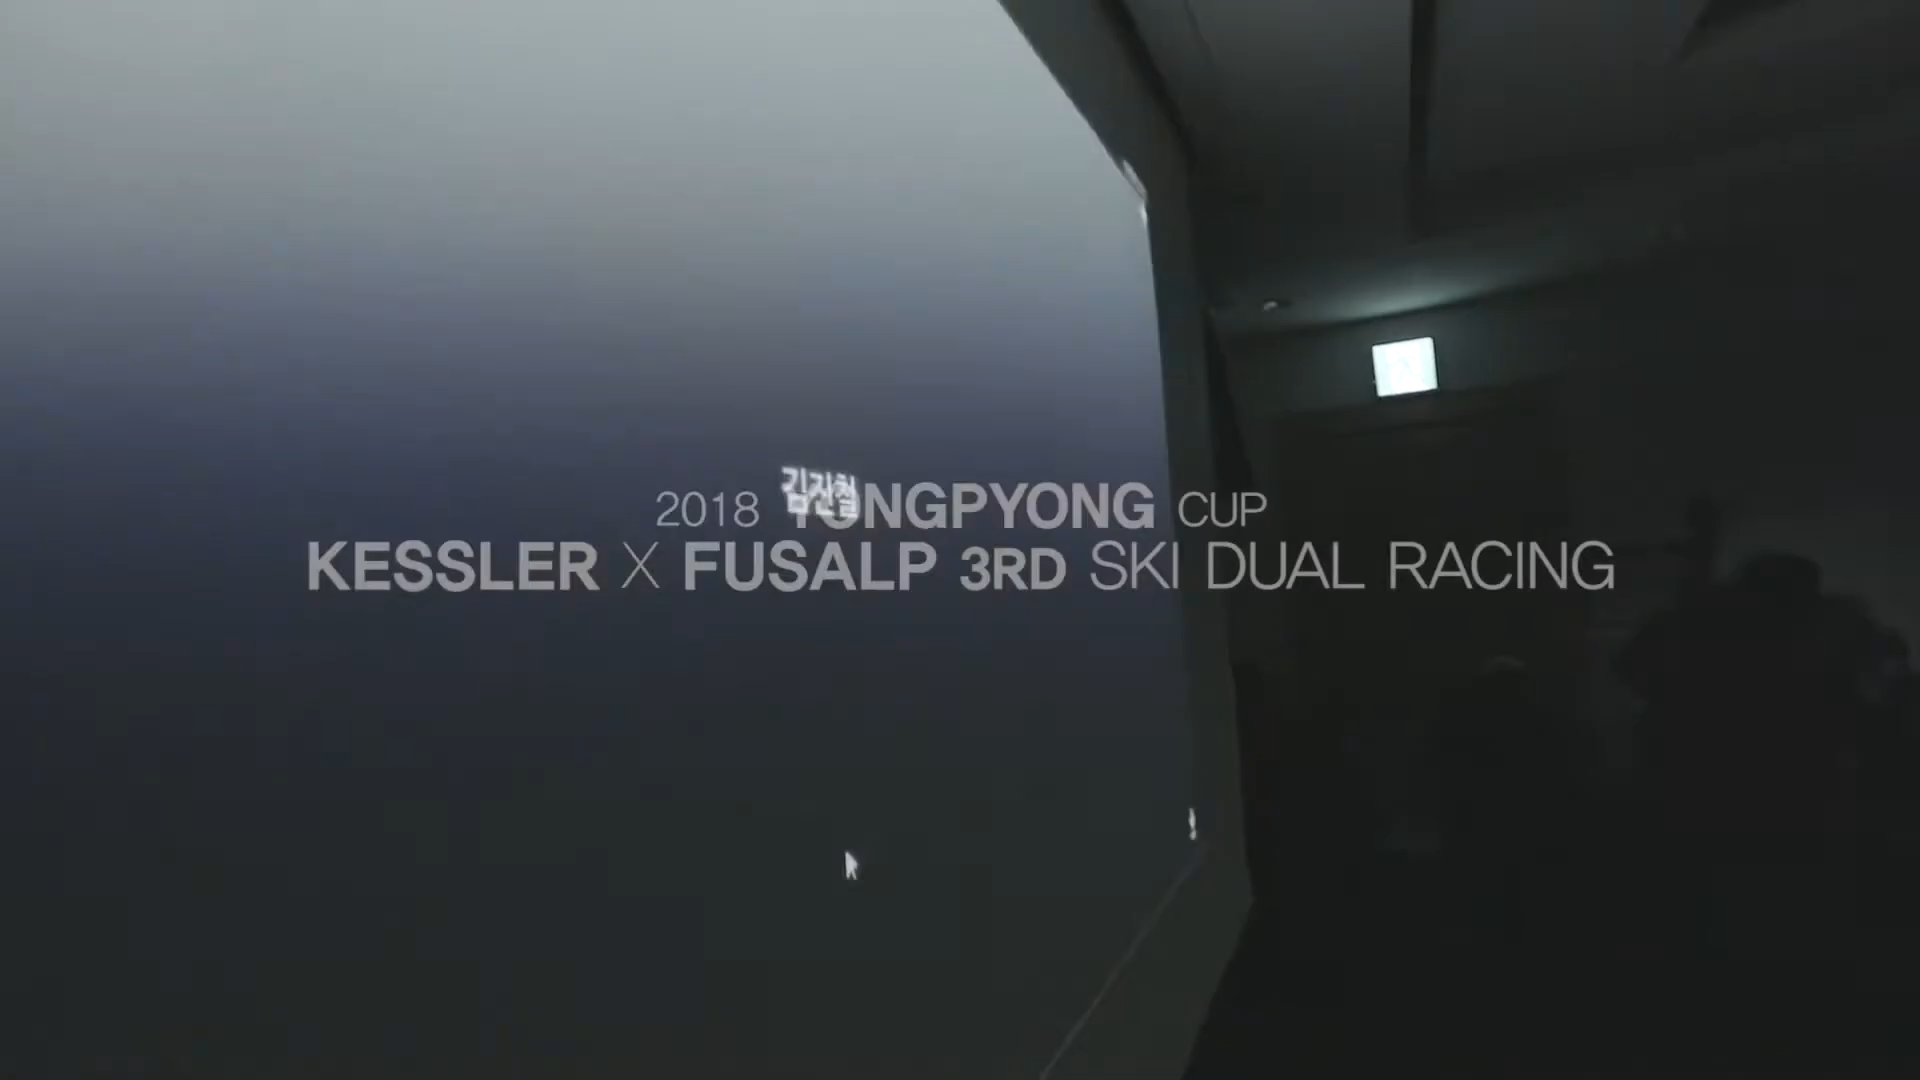 2018 YONGPYONG CUP
김진철
KESSLER X FUSALP 3RD SKI DUAL RACING